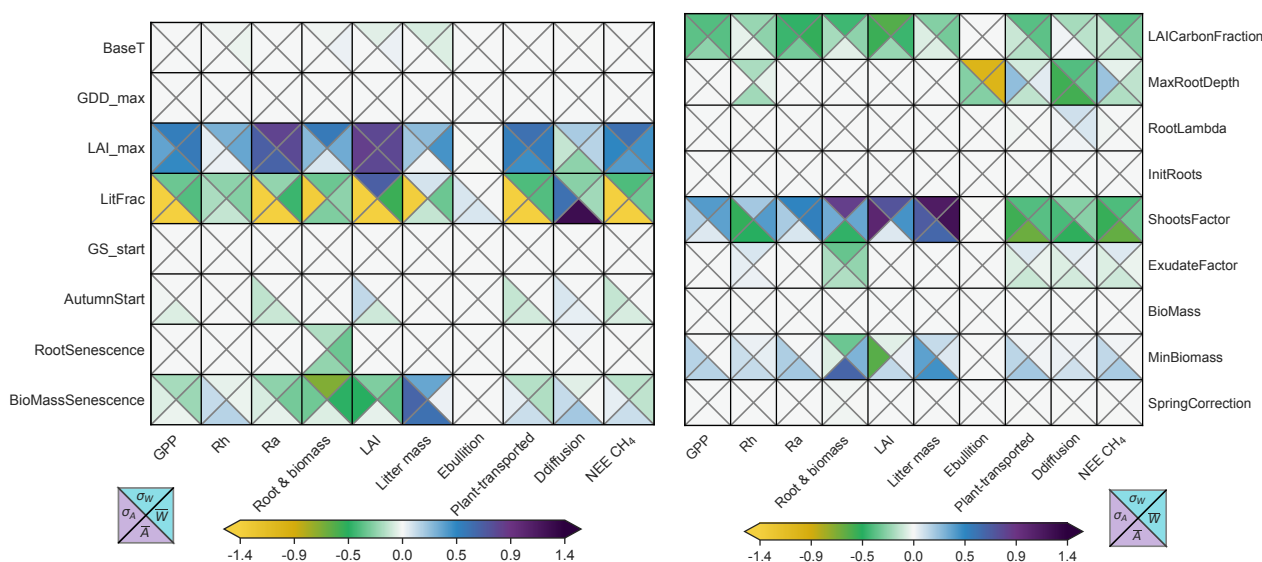 BaseT
GDD_max
LAI_max
LitFrac
GS_start
AutumnStart
RootSenescence
BioMassSenescence
GPP
Rh
Ra
Root & biomass
LAI
Litter mass
Ebullition
Plant-transported
Ddiffusion
NEE CH₄
σ_W
σ_A
W̅
A̅
-1.4 -0.9 -0.5 0.0 0.5 0.9 1.4
LAICarbonFraction
MaxRootDepth
RootLambda
InitRoots
ShootsFactor
ExudateFactor
BioMass
MinBiomass
SpringCorrection
GPP
Rh
Ra
Root & biomass
LAI
Litter mass
Ebullition
Plant-transported
Ddiffusion
NEE CH₄
-1.4 -0.9 -0.5 0.0 0.5 0.9 1.4
σ_W
σ_A
W̅
A̅